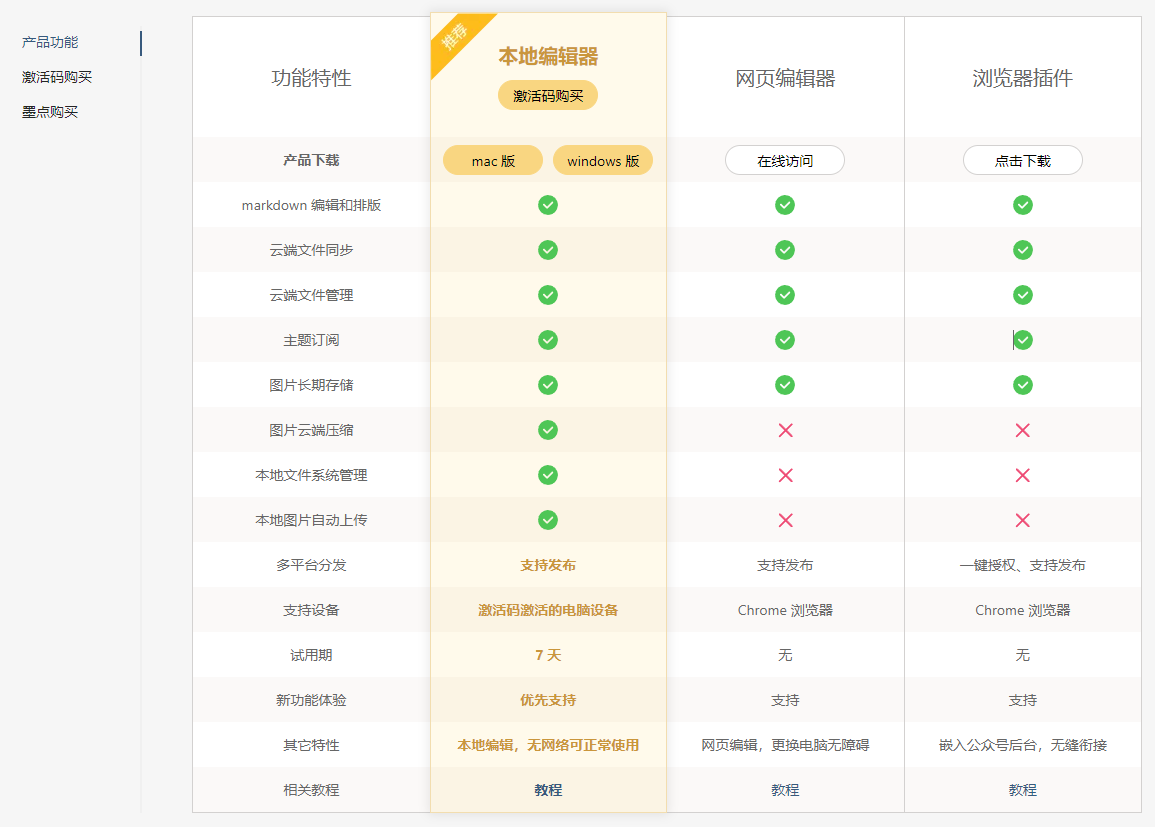 产品功能
激活码购买
墨点购买
功能特性
推荐
本地编辑器
激活码购买
网页编辑器
浏览器插件
产品下载 mac 版 windows 版 在线访问 点击下载
markdown 编辑和排版
云端文件同步
云端文件管理
主题订阅
图片长期存储
图片云端压缩
本地文件系统管理
本地图片自动上传
多平台分发 支持发布 支持发布 一键授权、支持发布
支持设备 激活码激活的电脑设备 Chrome 浏览器 Chrome 浏览器
试用期 7 天 无 无
新功能体验 优先支持 支持 支持
其它特性 本地编辑，无网络可正常使用 网页编辑，更换电脑无障碍 嵌入公众号后台，无缝衔接
相关教程 教程 教程 教程